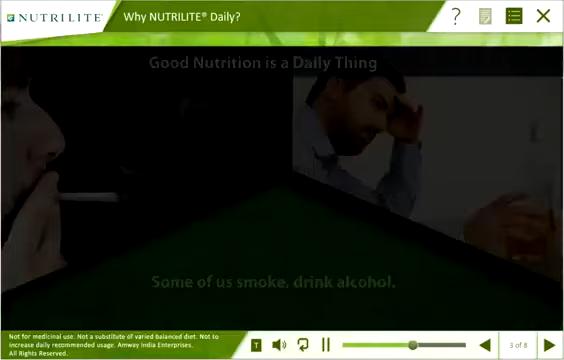 NUTRILITE®
Why NUTRILITE® Daily?
?
Good Nutrition is a Daily Thing
Some of us smoke, drink alcohol.
Not for medicinal use. Not a substitute of varied balanced diet. Not to
increase daily recommended usage. Amway India Enterprises.
All Rights Reserved.
T
3 of 8